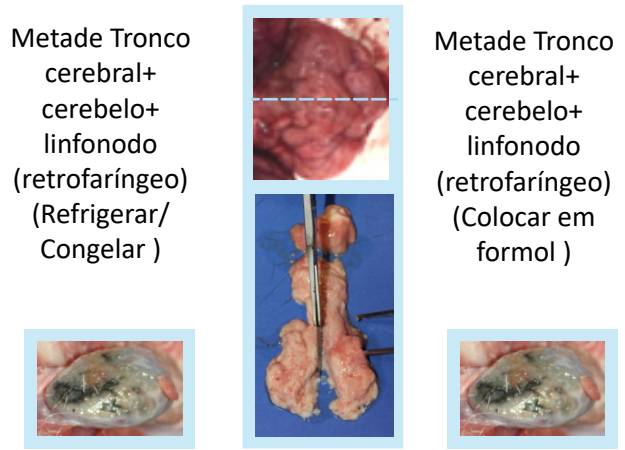 Metade Tronco
cerebral+
cerebelo+
linfonodo
(retrofaríngeo)
(Refrigerar/
Congelar )
Metade Tronco
cerebral+
cerebelo+
linfonodo
(retrofaríngeo)
(Colocar em
formol )